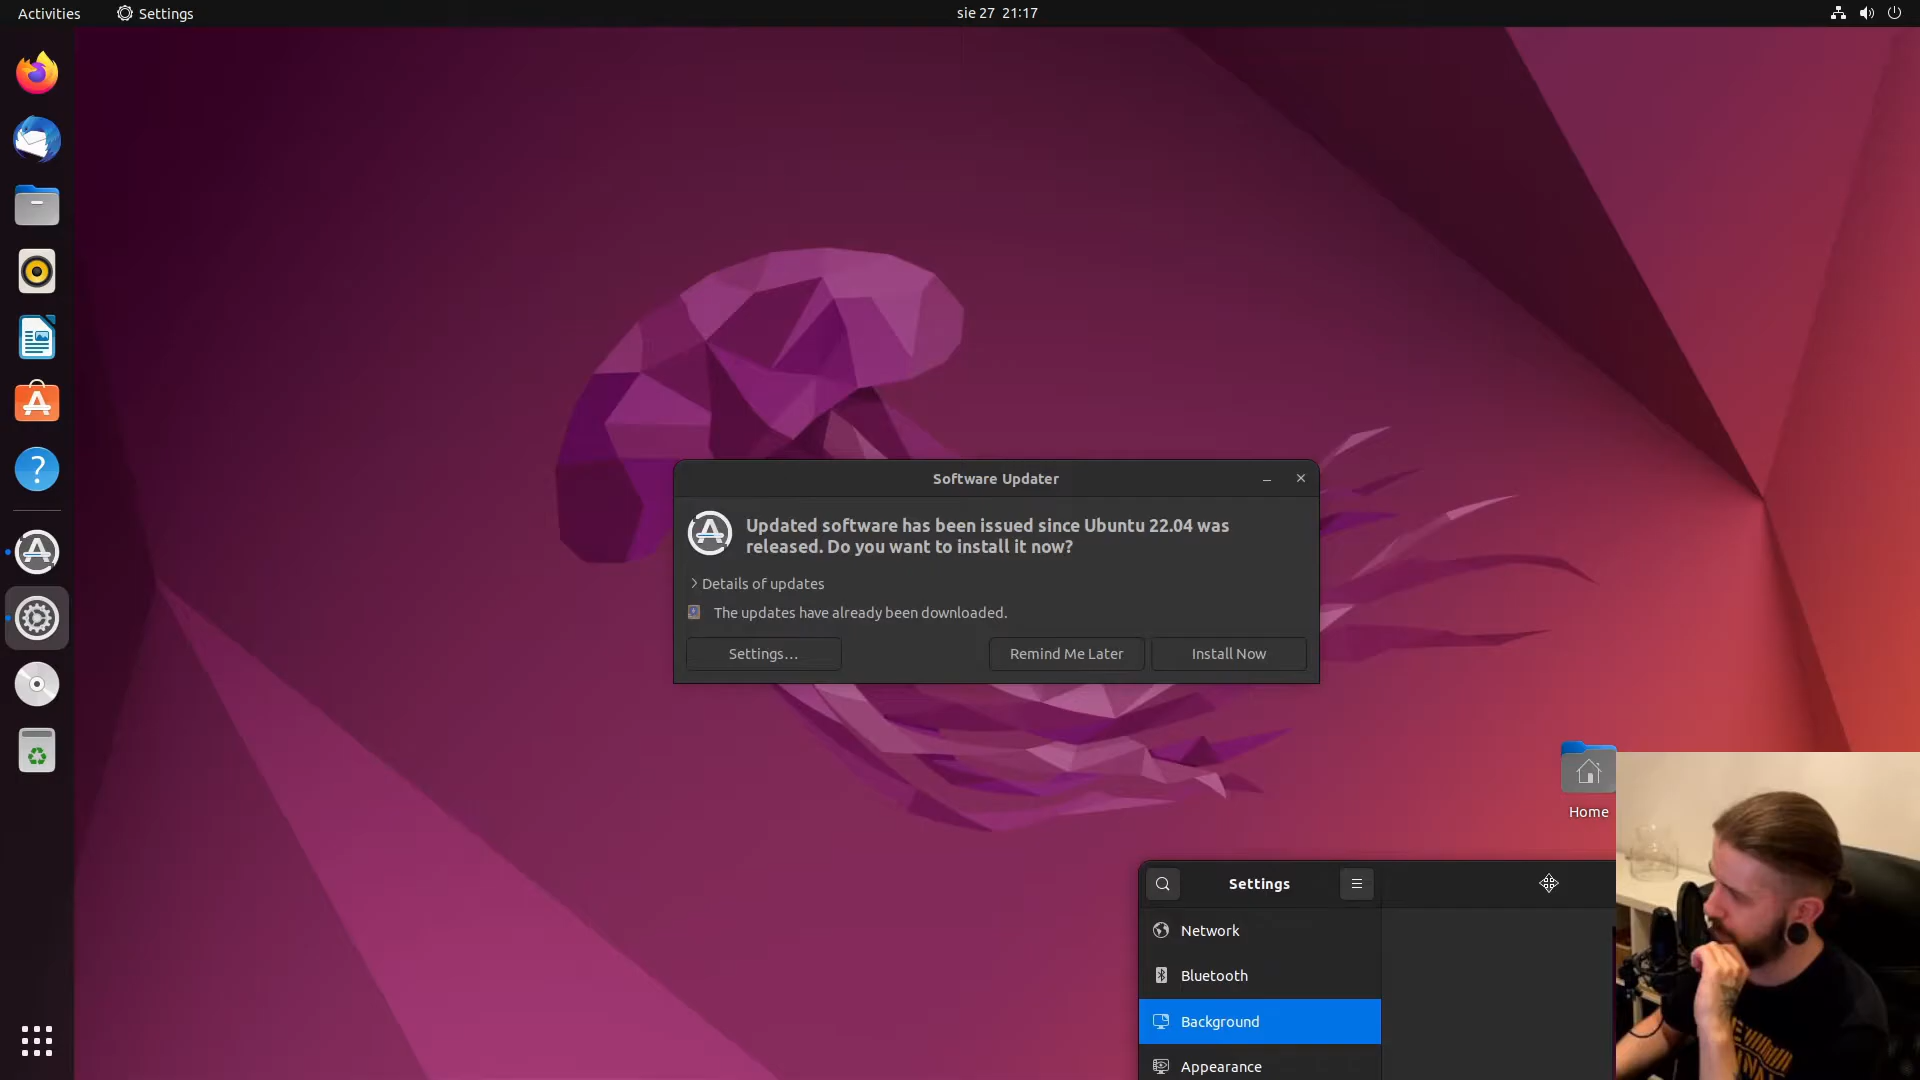 Activities
Settings
sie 27 21:17
Software Updater
Updated software has been issued since Ubuntu 22.04 was
released. Do you want to install it now?
Details of updates
The updates have already been downloaded.
Settings...
Remind Me Later
Install Now
Home
Settings
Network
Bluetooth
Background
Appearance